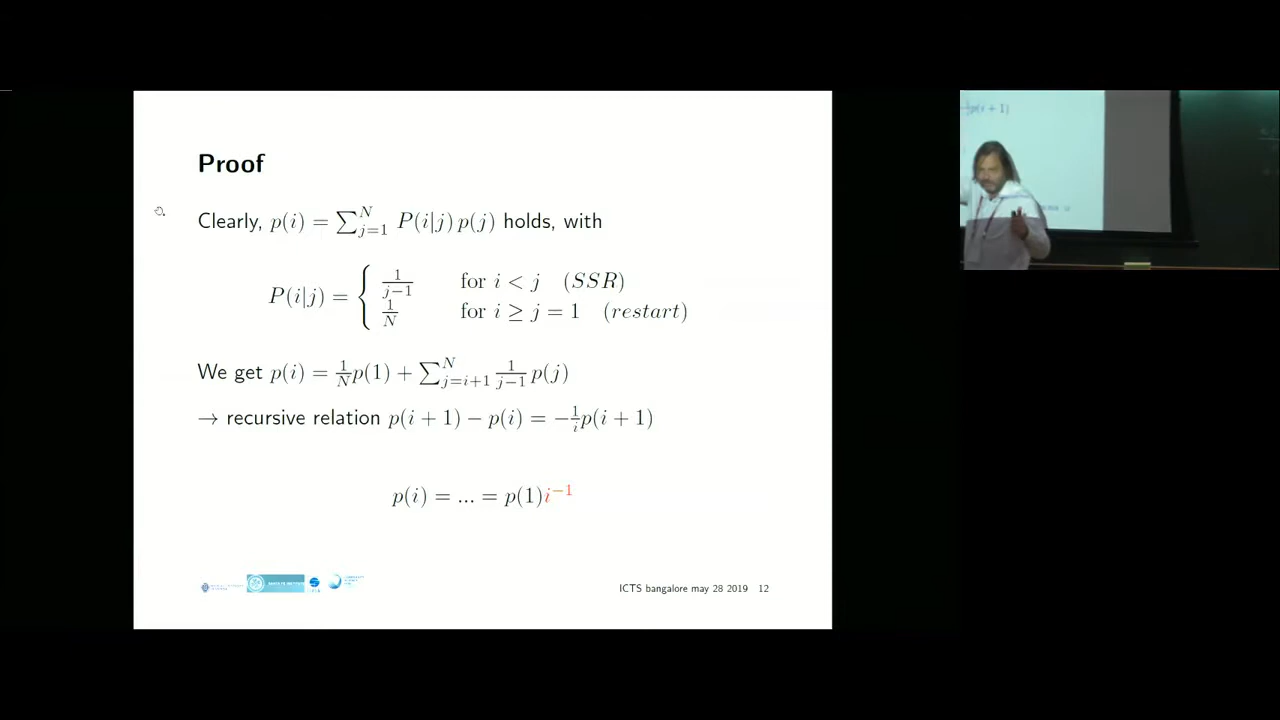 Proof
Clearly, p(i) = ∑_{j=1}^{N} P(i|j) p(j) holds, with
P(i|j) = { 1/(j−1) for i < j (SSR)
1/N for i ≥ j = 1 (restart)
We get p(i) = 1/N p(1) + ∑_{j=i+1}^{N} 1/(j−1) p(j)
→ recursive relation p(i + 1) − p(i) = −1/i p(i + 1)
p(i) = ... = p(1)i^{−1}
ICTS bangalore may 28 2019 12